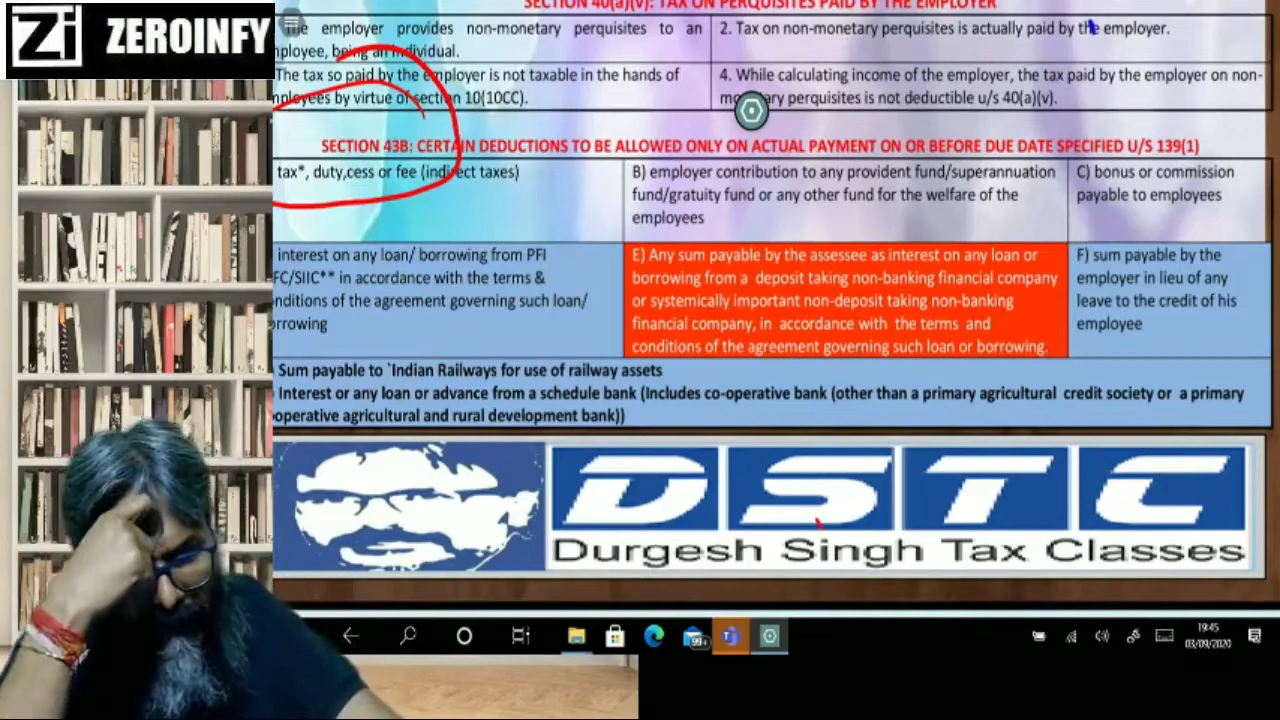 SECTION 40(a)(v): TAX ON PERQUISITES PAID BY THE EMPLOYER
ZEROINFY
employer provides non-monetary perquisites to an
being an individual.
2. Tax on non-monetary perquisites is actually paid by the employer.
The tax so paid by the employer is not taxable in the hands of
by virtue of section 10(10CC).
4. While calculating income of the employer, the tax paid by the employer on non-
perquisites is not deductible u/s 40(a)(v).
SECTION 43B: CERTAIN DEDUCTIONS TO BE ALLOWED ONLY ON ACTUAL PAYMENT ON OR BEFORE DUE DATE SPECIFIED U/S 139(1)
tax*, duty,cess or fee (indirect taxes)
B) employer contribution to any provident fund/superannuation
fund/gratuity fund or any other fund for the welfare of the
employees
C) bonus or commission
payable to employees
interest on any loan/ borrowing from PFI
FC/SIIC** in accordance with the terms &
of the agreement governing such loan/
E) Any sum payable by the assessee as interest on any loan or
borrowing from a deposit taking non-banking financial company
or systemically important non-deposit taking non-banking
financial company, in accordance with the terms and
conditions of the agreement governing such loan or borrowing.
F) sum payable by the
employer in lieu of any
leave to the credit of his
employee
Sum payable to `Indian Railways for use of railway assets
Interest or any loan or advance from a schedule bank (Includes co-operative bank (other than a primary agricultural credit society or a primary
operative agricultural and rural development bank))
DSTC
Durgesh Singh Tax Classes
99+
19:45
03/09/2020